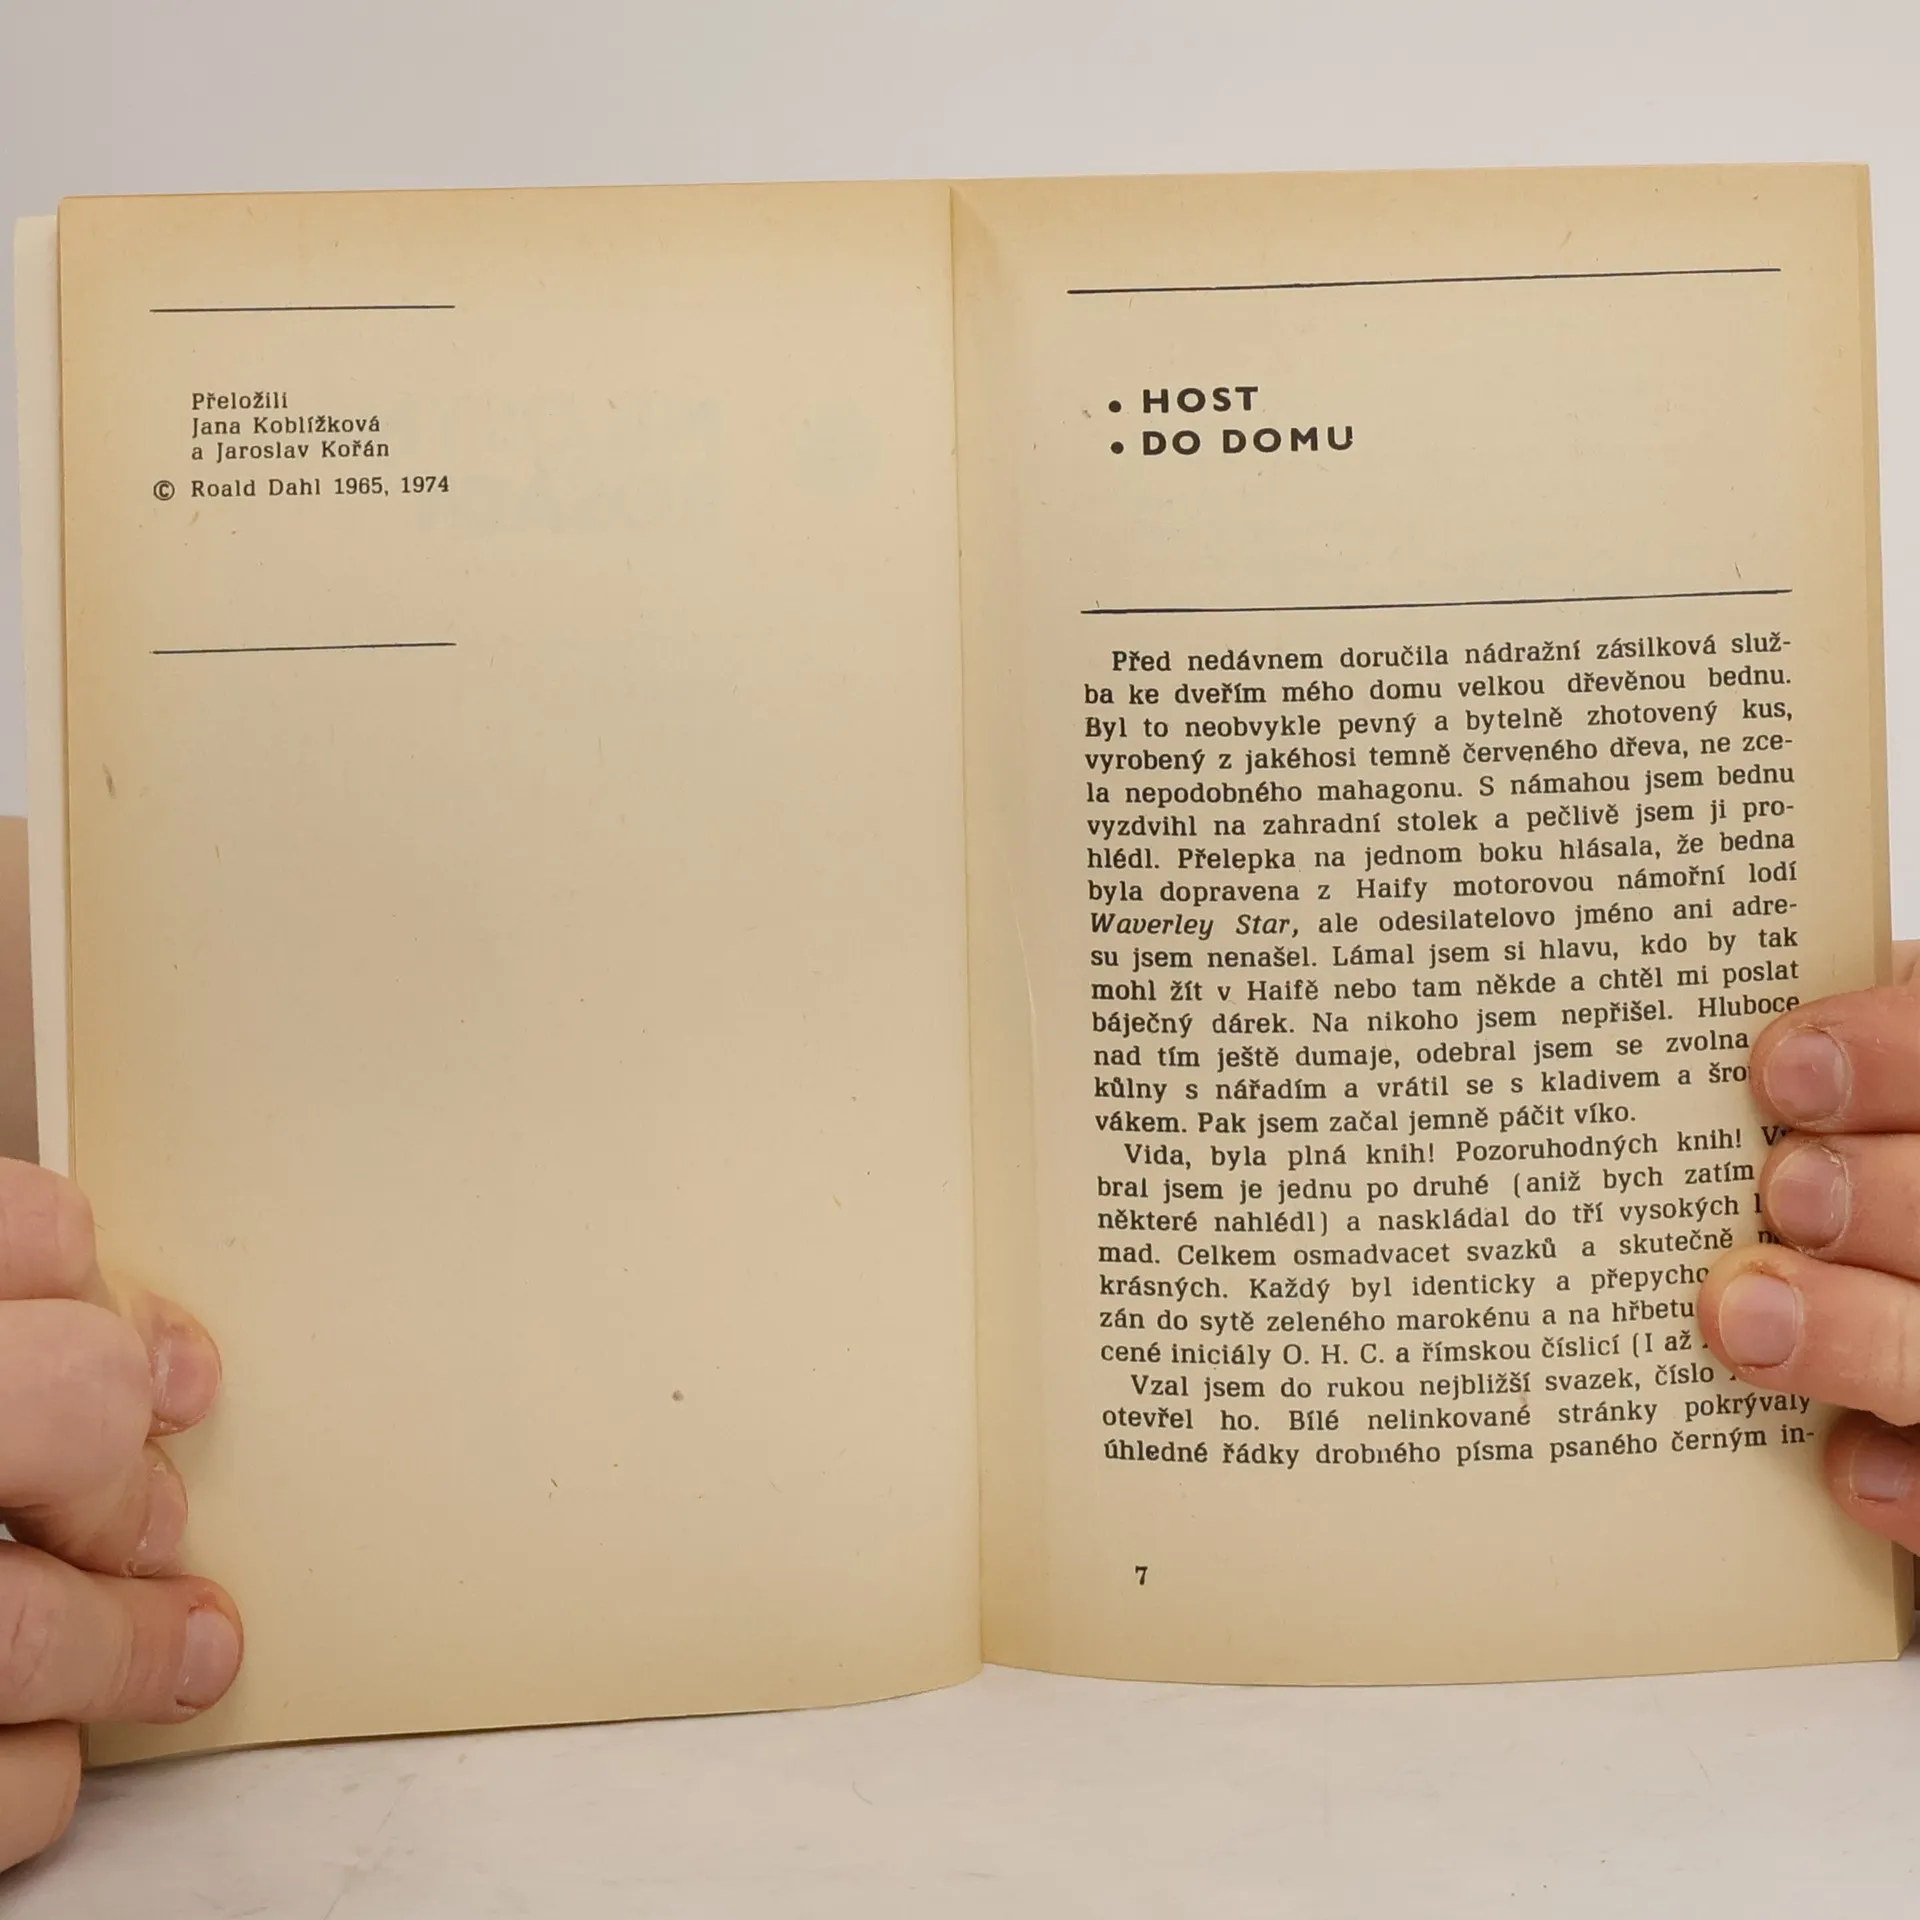 Přeložili
Jana Koblížková
a Jaroslav Kořán
© Roald Dahl 1965, 1974
• HOST
• DO DOMU
Před nedávnem doručila nádražní zásilková služ-
ba ke dveřím mého domu velkou dřevěnou bednu.
Byl to neobvykle pevný a bytelně zhotovený kus,
vyrobený z jakéhosi temně červeného dřeva, ne zce-
la nepodobného mahagonu. S námahou jsem bednu
vyzdvihl na zahradní stolek a pečlivě jsem ji pro-
hlédl. Přelepka na jednom boku hlásala, že bedna
byla dopravena z Haify motorovou námořní lodí
Waverley Star, ale odesilatelovo jméno ani adre-
su jsem nenašel. Lámal jsem si hlavu, kdo by tak
mohl žít v Haifě nebo tam někde a chtěl mi poslat
báječný dárek. Na nikoho jsem nepřišel. Hluboce
nad tím ještě dumaje, odebral jsem se zvolna
kůlny s nářadím a vrátil se s kladivem a
vákem. Pak jsem začal jemně páčit víko.
Vida, byla plná knih! Pozoruhodných knih!
bral jsem je jednu po druhé (aniž bych zatím
některé nahlédl) a naskládal do tří vysokých
mad. Celkem osmadvacet svazků a skutečně
krásných. Každý byl identicky a
zán do sytě zeleného marokénu a na hřbetu
cené iniciály O. H. C. a římskou číslicí (I až
Vzal jsem do rukou nejbližší svazek, číslo
otevřel ho. Bílé nelinkované stránky pokrývaly
úhledné řádky drobného písma psaného černým in-
7